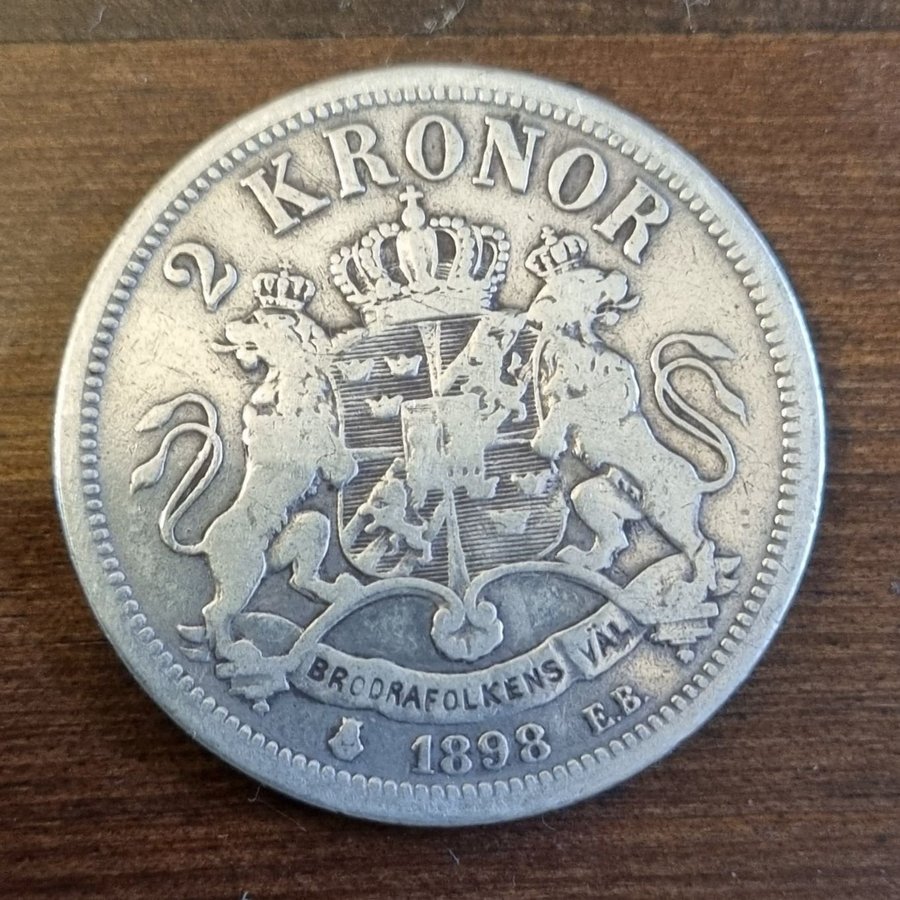 2 KRONOR
BRODRAFOLKENS VÄL
1898 E.B.